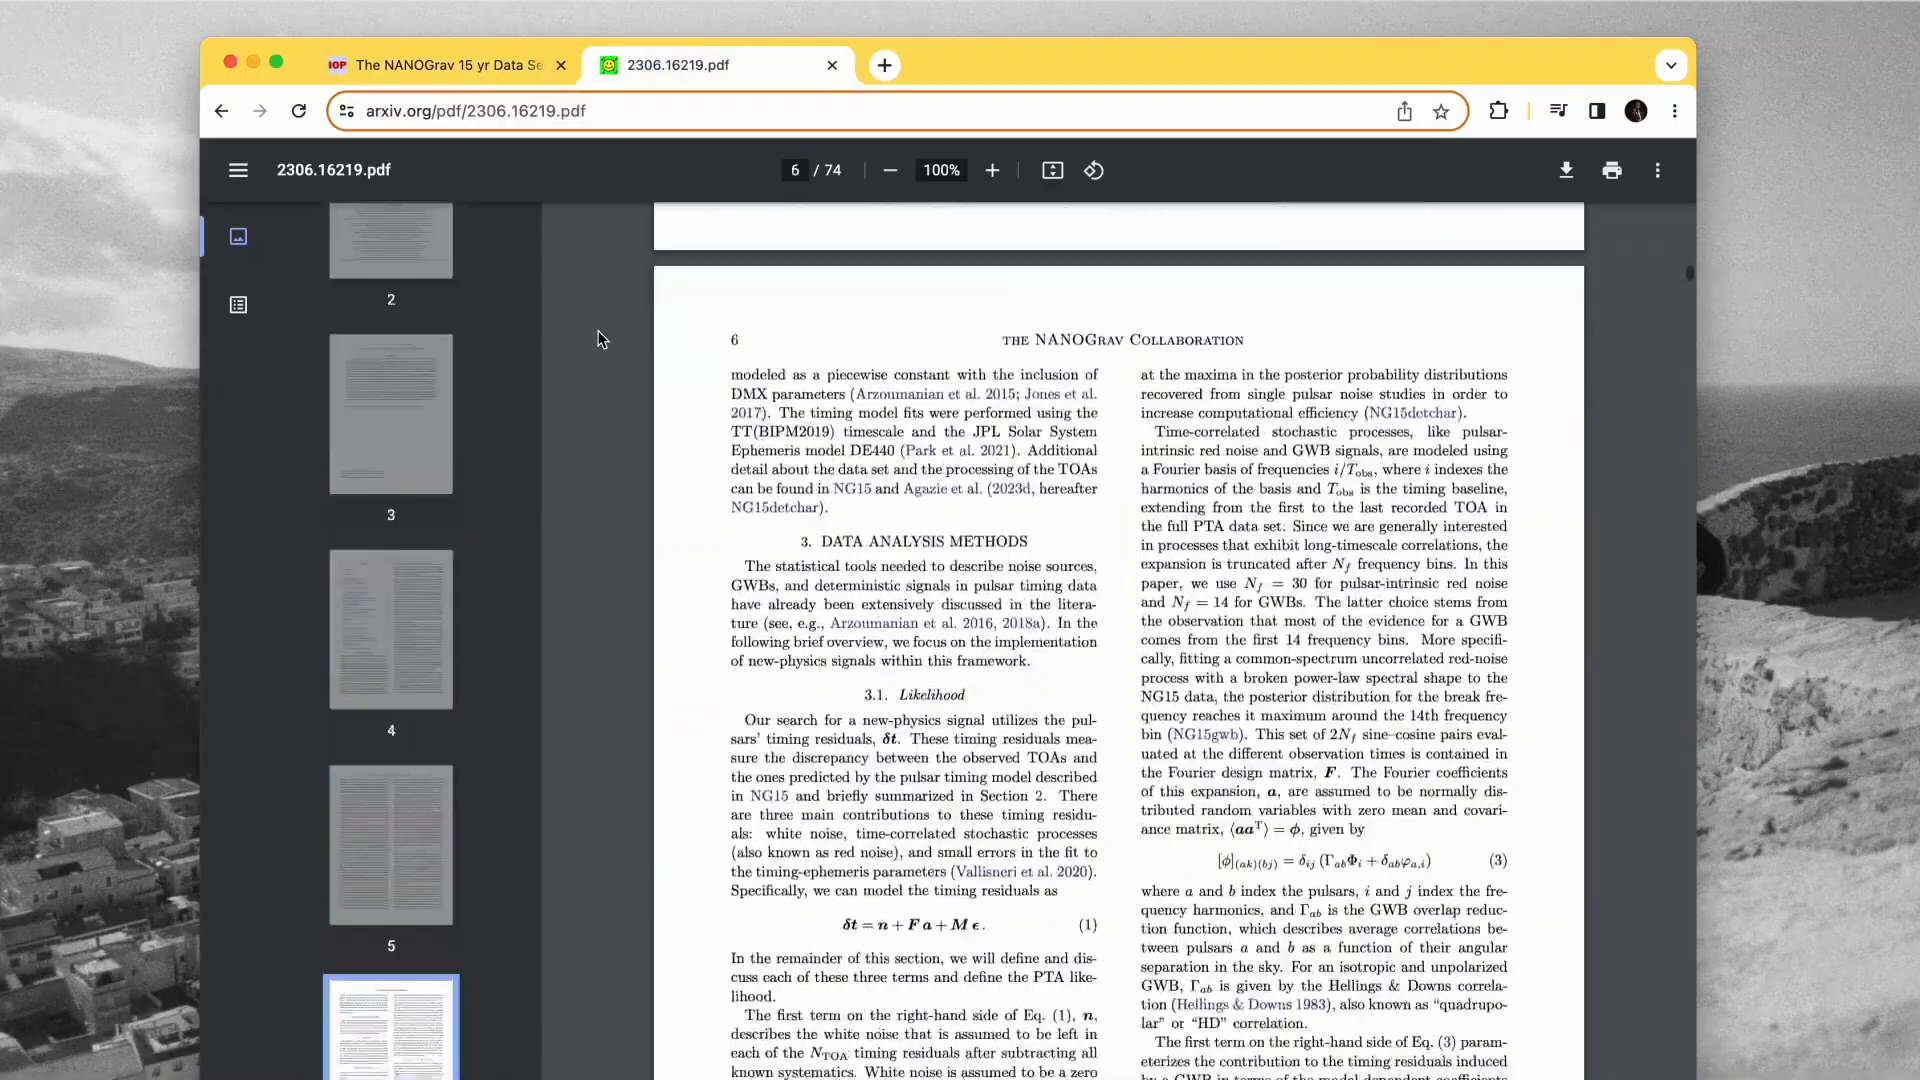 The NANOGrav 15 yr Data Se
2306.16219.pdf
arxiv.org/pdf/2306.16219.pdf
2306.16219.pdf
6 / 74
100%
2
3
4
5
6
THE NANOGRAV COLLABORATION
modeled as a piecewise constant with the inclusion of
DMX parameters (Arzoumanian et al. 2015; Jones et al.
2017). The timing model fits were performed using the
TT(BIPM2019) timescale and the JPL Solar System
Ephemeris model DE440 (Park et al. 2021). Additional
detail about the data set and the processing of the TOAs
can be found in NG15 and Agazie et al. (2023d, hereafter
NG15detchar).
3. DATA ANALYSIS METHODS
The statistical tools needed to describe noise sources,
GWBs, and deterministic signals in pulsar timing data
have already been extensively discussed in the litera-
ture (see, e.g., Arzoumanian et al. 2016, 2018a). In the
following brief overview, we focus on the implementation
of new-physics signals within this framework.
3.1. Likelihood
Our search for a new-physics signal utilizes the pul-
sars' timing residuals, δt. These timing residuals mea-
sure the discrepancy between the observed TOAs and
the ones predicted by the pulsar timing model described
in NG15 and briefly summarized in Section 2. There
are three main contributions to these timing residu-
als: white noise, time-correlated stochastic processes
(also known as red noise), and small errors in the fit to
the timing-ephemeris parameters (Vallisneri et al. 2020).
Specifically, we can model the timing residuals as
δt = n + F a + M ϵ. (1)
In the remainder of this section, we will define and dis-
cuss each of these three terms and define the PTA like-
lihood.
The first term on the right-hand side of Eq. (1), n,
describes the white noise that is assumed to be left in
each of the N_TOA timing residuals after subtracting all
known systematics. White noise is assumed to be a zero
at the maxima in the posterior probability distributions
recovered from single pulsar noise studies in order to
increase computational efficiency (NG15detchar).
Time-correlated stochastic processes, like pulsar-
intrinsic red noise and GWB signals, are modeled using
a Fourier basis of frequencies i/T_obs, where i indexes the
harmonics of the basis and T_obs is the timing baseline,
extending from the first to the last recorded TOA in
the full PTA data set. Since we are generally interested
in processes that exhibit long-timescale correlations, the
expansion is truncated after N_f frequency bins. In this
paper, we use N_f = 30 for pulsar-intrinsic red noise
and N_f = 14 for GWBs. The latter choice stems from
the observation that most of the evidence for a GWB
comes from the first 14 frequency bins. More specifi-
cally, fitting a common-spectrum uncorrelated red-noise
process with a broken power-law spectral shape to the
NG15 data, the posterior distribution for the break fre-
quency reaches it maximum around the 14th frequency
bin (NG15gwb). This set of 2N_f sine–cosine pairs eval-
uated at the different observation times is contained in
the Fourier design matrix, F. The Fourier coefficients
of this expansion, a, are assumed to be normally dis-
tributed random variables with zero mean and covari-
ance matrix, ⟨aa^T⟩ = ϕ, given by
[ϕ]_(ak)(bj) = δ_ij (Γ_abΦ_i + δ_abφ_a,i) (3)
where a and b index the pulsars, i and j index the fre-
quency harmonics, and Γ_ab is the GWB overlap reduc-
tion function, which describes average correlations be-
tween pulsars a and b as a function of their angular
separation in the sky. For an isotropic and unpolarized
GWB, Γ_ab is given by the Hellings & Downs correla-
tion (Hellings & Downs 1983), also known as "quadrupo-
lar" or "HD" correlation.
The first term on the right-hand side of Eq. (3) param-
eterizes the contribution to the timing residuals induced
by a GWB in terms of the model-dependent coefficients